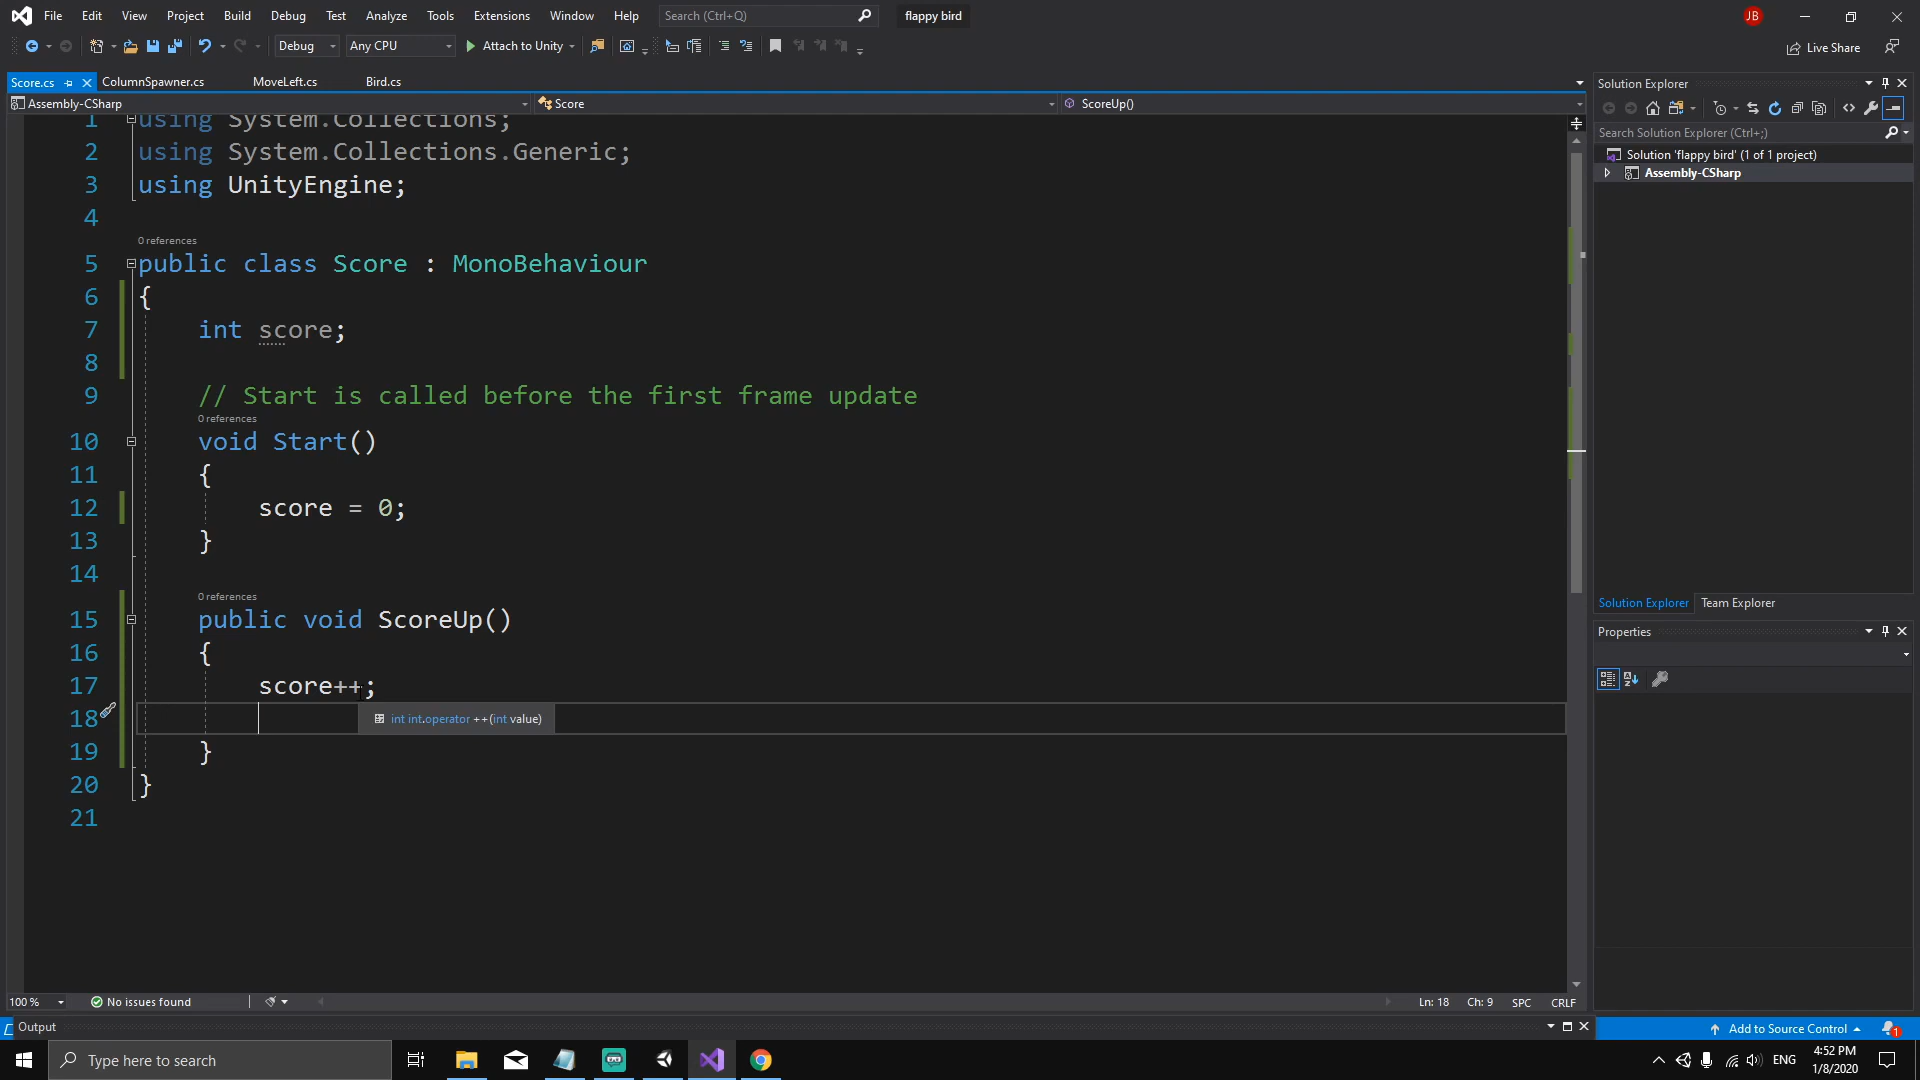 File Edit View Project Build Debug Test Analyze Tools Extensions Window Help Search (Ctrl+Q) flappy bird JB
Debug Any CPU Attach to Unity Live Share
Score.cs ColumnSpawner.cs MoveLeft.cs Bird.cs
Assembly-CSharp Score ScoreUp()
1 using System.Collections;
2 using System.Collections.Generic;
3 using UnityEngine;
4
0 references
5 public class Score : MonoBehaviour
6 {
7 int score;
8
9 // Start is called before the first frame update
0 references
10 void Start()
11 {
12 score = 0;
13 }
14
0 references
15 public void ScoreUp()
16 {
17 score++;
18 int int.operator ++(int value)
19 }
20 }
21
100 % No issues found Ln: 18 Ch: 9 SPC CRLF
Output
Solution Explorer
Search Solution Explorer (Ctrl+;)
Solution 'flappy bird' (1 of 1 project)
Assembly-CSharp
Solution Explorer Team Explorer
Properties
Add to Source Control 1
Type here to search
ENG 4:52 PM
1/8/2020